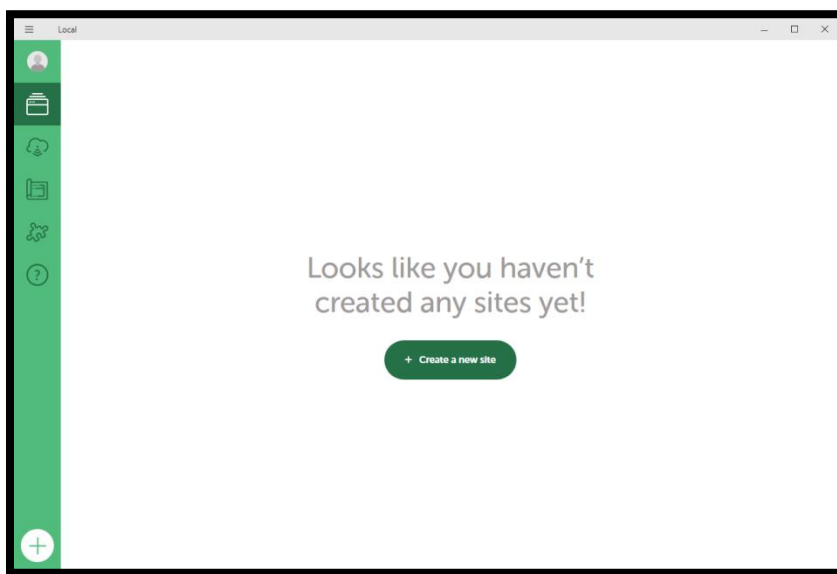 Local
Looks like you haven’t
created any sites yet!
+ Create a new site
?